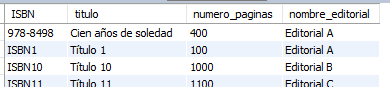 ISBN titulo numero_paginas nombre_editorial
978-8498 Cien años de soledad 400 Editorial A
ISBN1 Título 1 100 Editorial A
ISBN10 Título 10 1000 Editorial B
ISBN11 Título 11 1100 Editorial C